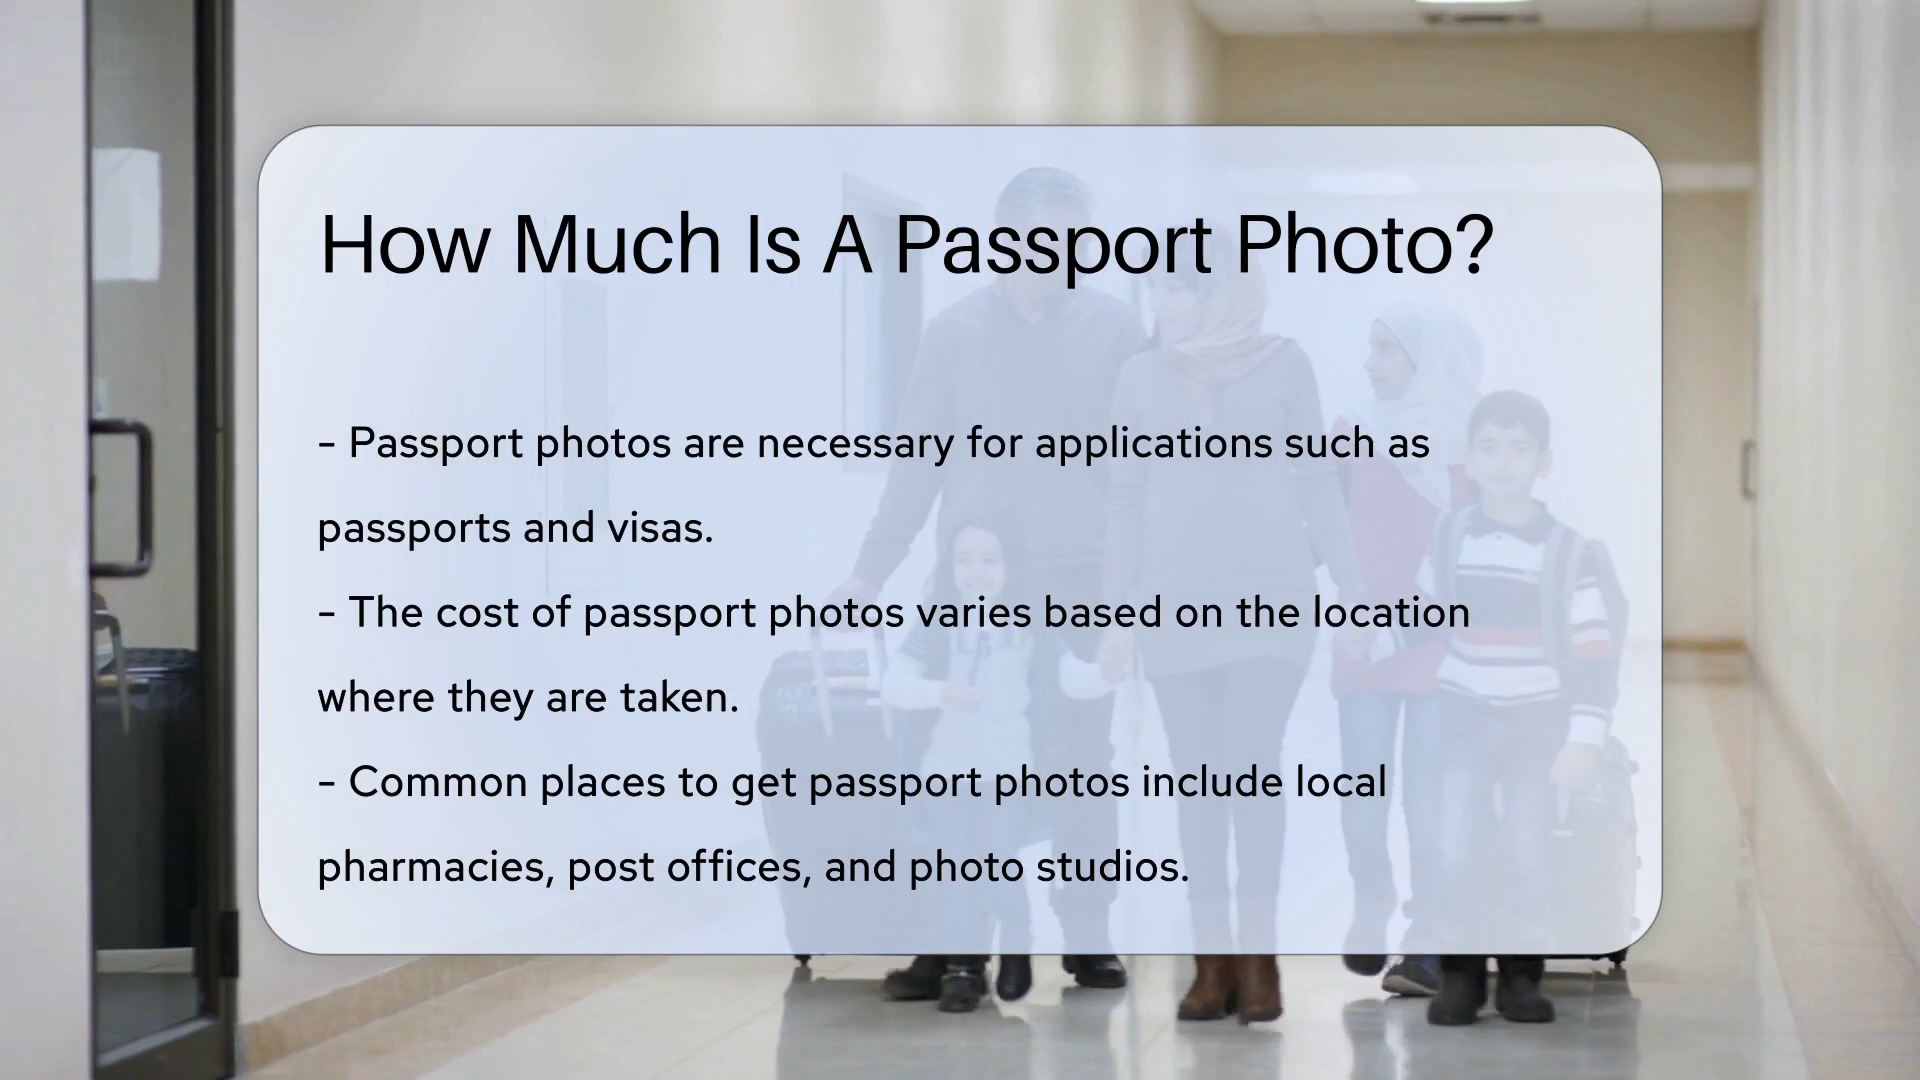 How Much Is A Passport Photo?
- Passport photos are necessary for applications such as
passports and visas.
- The cost of passport photos varies based on the location
where they are taken.
- Common places to get passport photos include local
pharmacies, post offices, and photo studios.